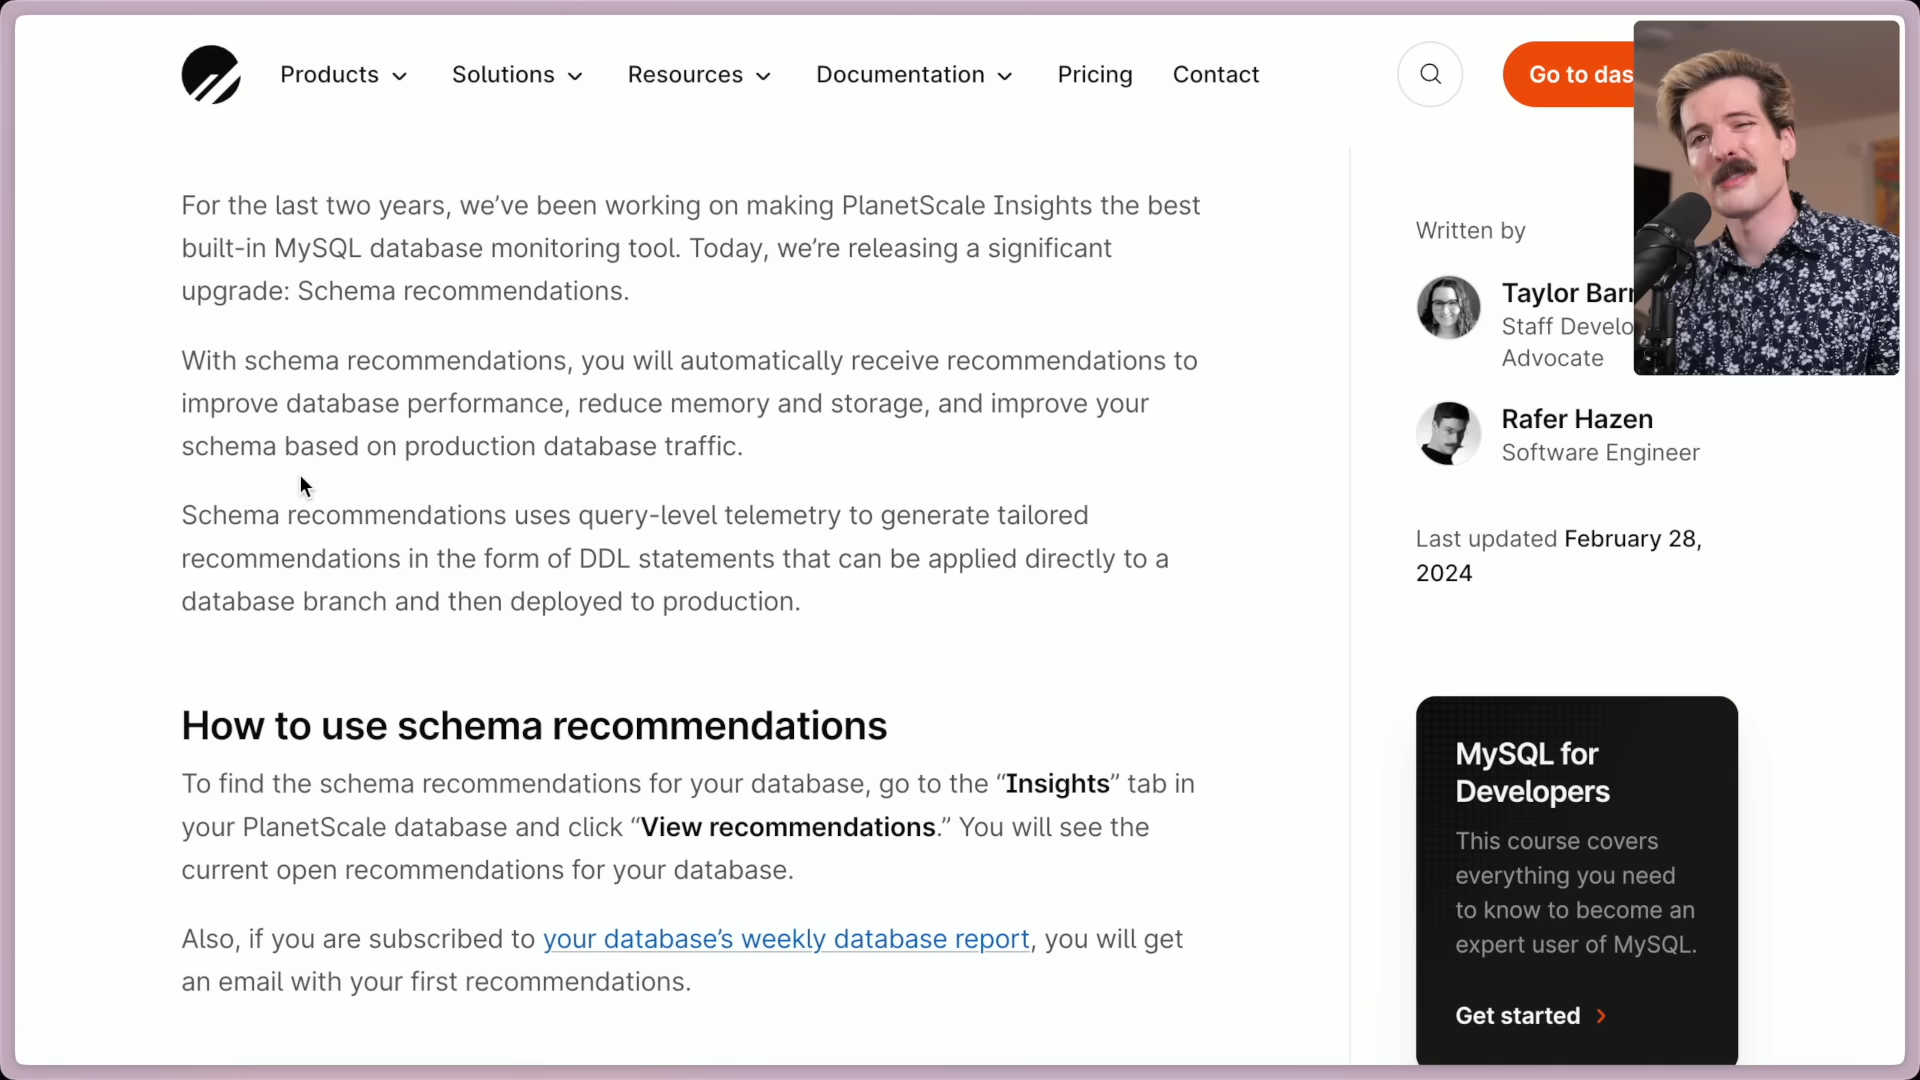 Products
Solutions
Resources
Documentation
Pricing
Contact
Go to das
For the last two years, we’ve been working on making PlanetScale Insights the best
built-in MySQL database monitoring tool. Today, we’re releasing a significant
upgrade: Schema recommendations.
With schema recommendations, you will automatically receive recommendations to
improve database performance, reduce memory and storage, and improve your
schema based on production database traffic.
Schema recommendations uses query-level telemetry to generate tailored
recommendations in the form of DDL statements that can be applied directly to a
database branch and then deployed to production.
How to use schema recommendations
To find the schema recommendations for your database, go to the “Insights” tab in
your PlanetScale database and click “View recommendations.” You will see the
current open recommendations for your database.
Also, if you are subscribed to your database’s weekly database report, you will get
an email with your first recommendations.
Written by
Taylor Barr
Staff Develo
Advocate
Rafer Hazen
Software Engineer
Last updated February 28,
2024
MySQL for
Developers
This course covers
everything you need
to know to become an
expert user of MySQL.
Get started